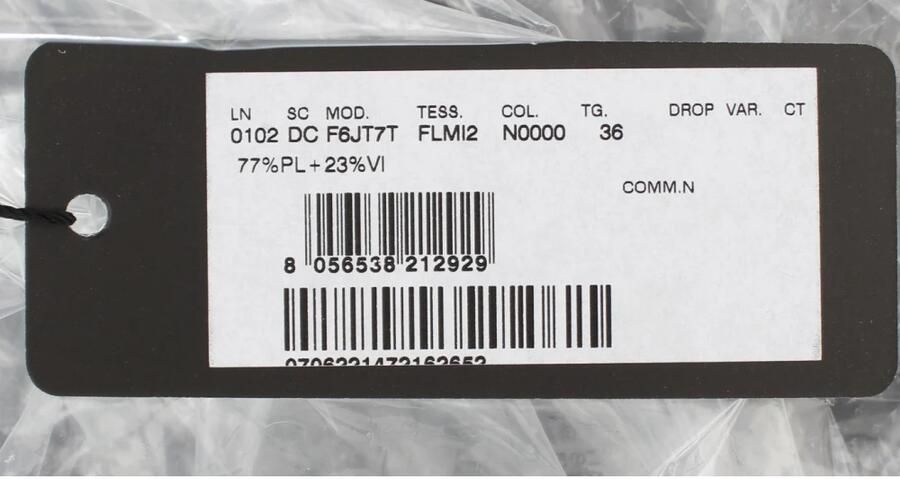 LN SC MOD. TESS. COL. TG. DROP VAR. CT
0102 DC F6JT7T FLMI2 N0000 36
77%PL+23%VI
COMM.N
8 056538 212929
0706221472162652